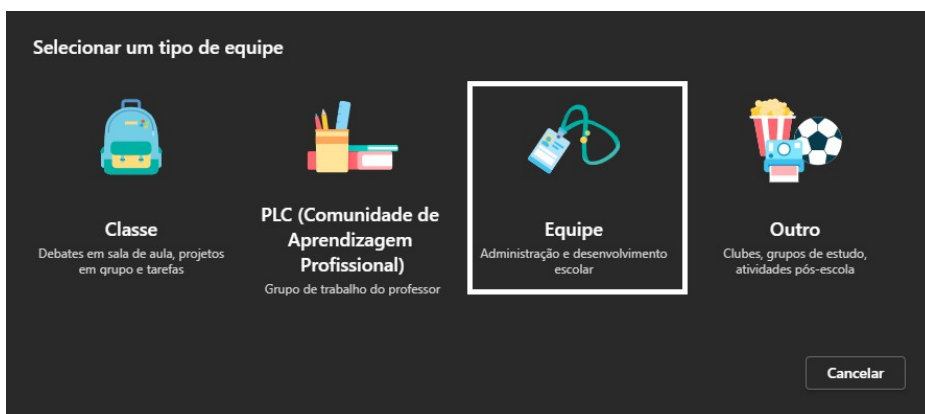 Selecionar um tipo de equipe
Classe
Debates em sala de aula, projetos
em grupo e tarefas
PLC (Comunidade de
Aprendizagem
Profissional)
Grupo de trabalho do professor
Equipe
Administração e desenvolvimento
escolar
Outro
Clubes, grupos de estudo,
atividades pós-escola
Cancelar